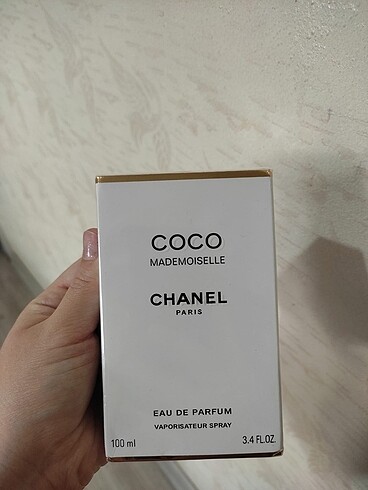 COCO
MADEMOISELLE
CHANEL
PARIS
EAU DE PARFUM
VAPORISATEUR SPRAY
100 ml 3.4 FL.OZ.